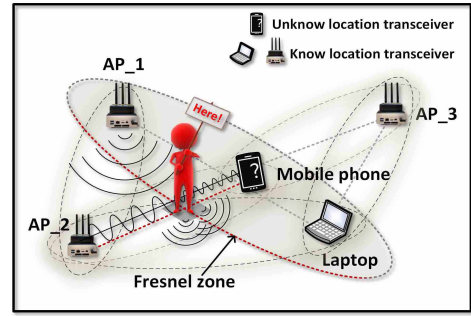 Unknow location transceiver
Know location transceiver
AP_1
Here!
AP_3
?
Mobile phone
AP_2
Laptop
Fresnel zone